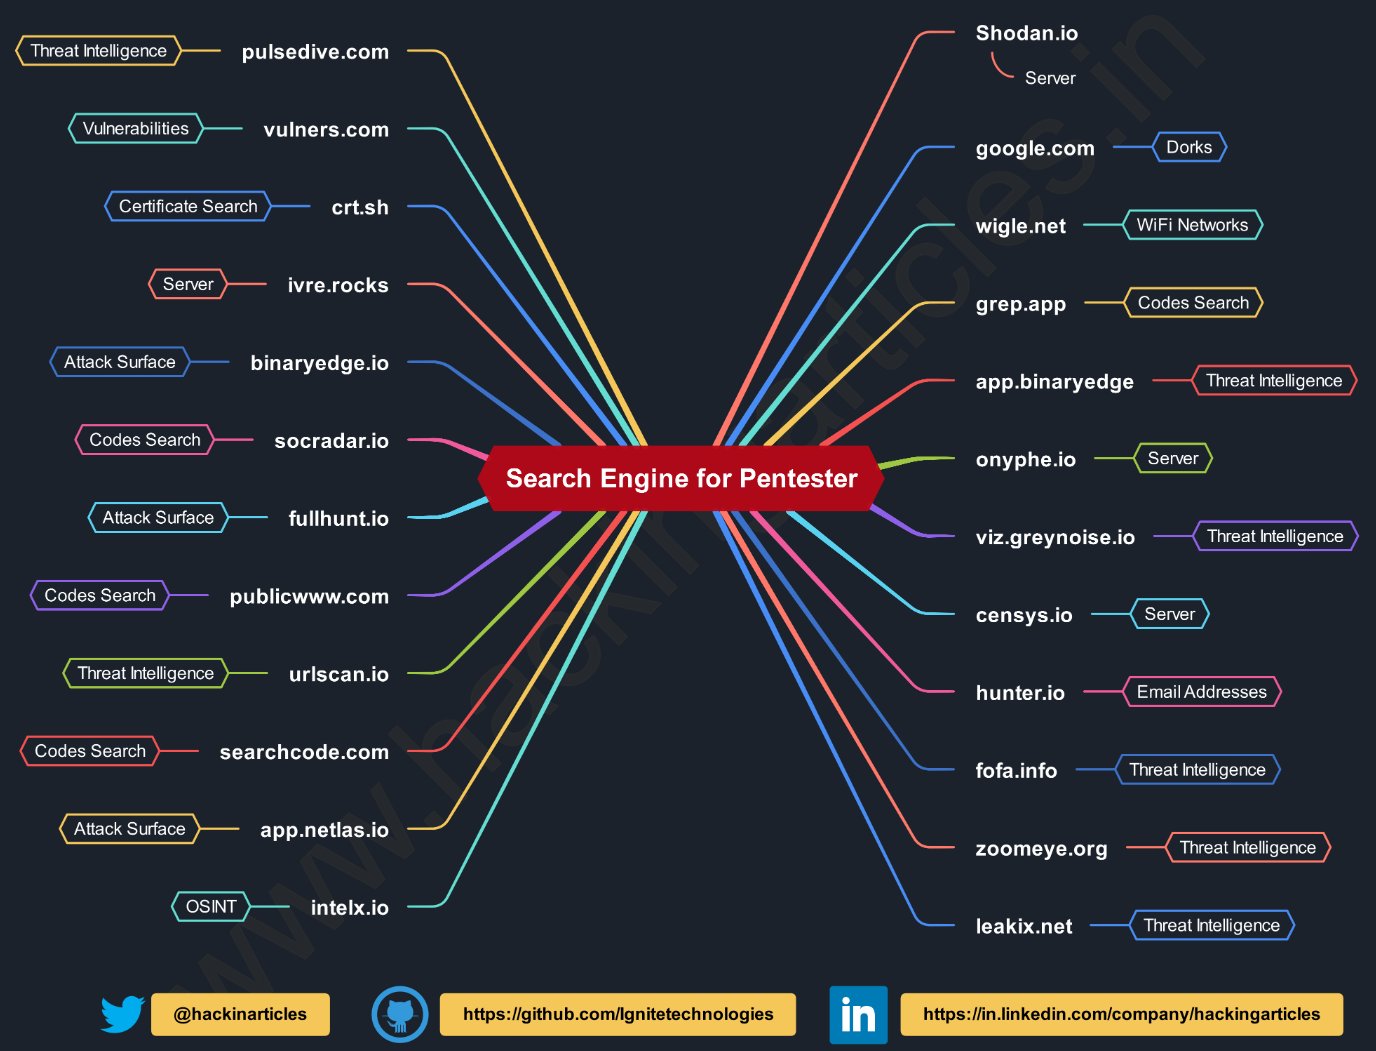 Search Engine for Pentester
Threat Intelligence
pulsedive.com
Vulnerabilities
vulners.com
Certificate Search
crt.sh
Server
ivre.rocks
Attack Surface
binaryedge.io
Codes Search
socradar.io
Attack Surface
fullhunt.io
Codes Search
publicwww.com
Threat Intelligence
urlscan.io
Codes Search
searchcode.com
Attack Surface
app.netlas.io
OSINT
intelx.io
Shodan.io
Server
google.com
Dorks
wigle.net
WiFi Networks
grep.app
Codes Search
app.binaryedge
Threat Intelligence
onyphe.io
Server
viz.greynoise.io
Threat Intelligence
censys.io
Server
hunter.io
Email Addresses
fofa.info
Threat Intelligence
zoomeye.org
Threat Intelligence
leakix.net
Threat Intelligence
www.hackingarticles.in
@hackinarticles
https://github.com/Ignitetechnologies
in
https://in.linkedin.com/company/hackingarticles